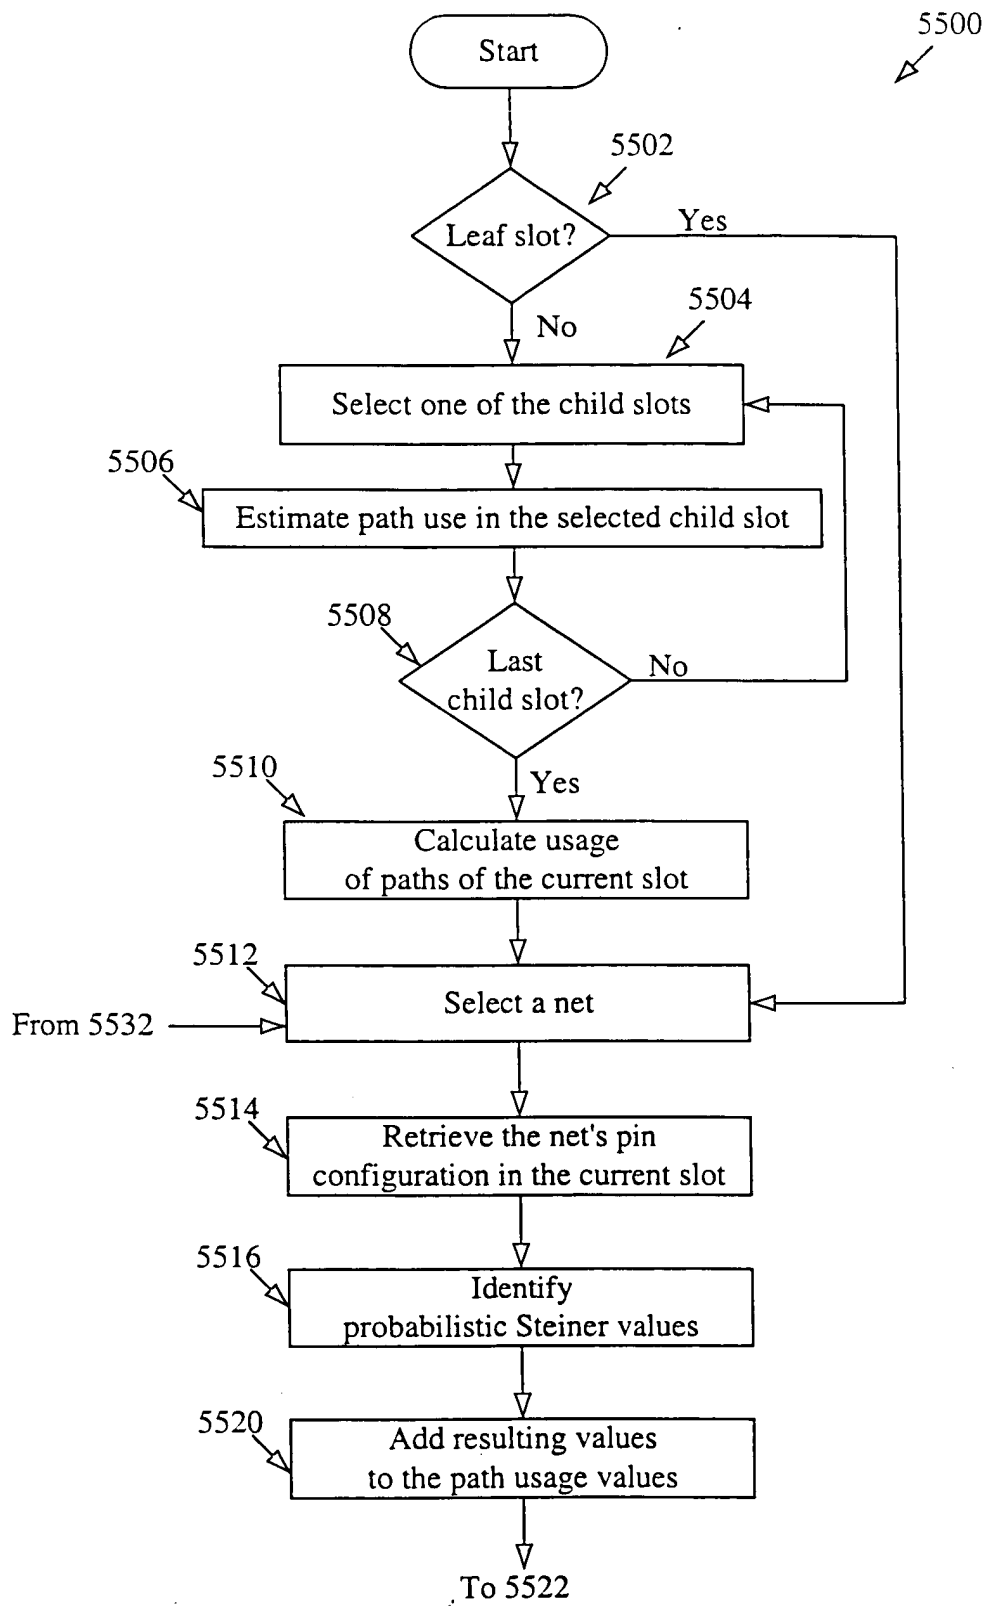 5500
Start
5502
Leaf slot?
Yes
No
5504
Select one of the child slots
5506
Estimate path use in the selected child slot
5508
Last
child slot?
No
Yes
5510
Calculate usage
of paths of the current slot
5512
Select a net
From 5532
5514
Retrieve the net's pin
configuration in the current slot
5516
Identify
probabilistic Steiner values
5520
Add resulting values
to the path usage values
To 5522